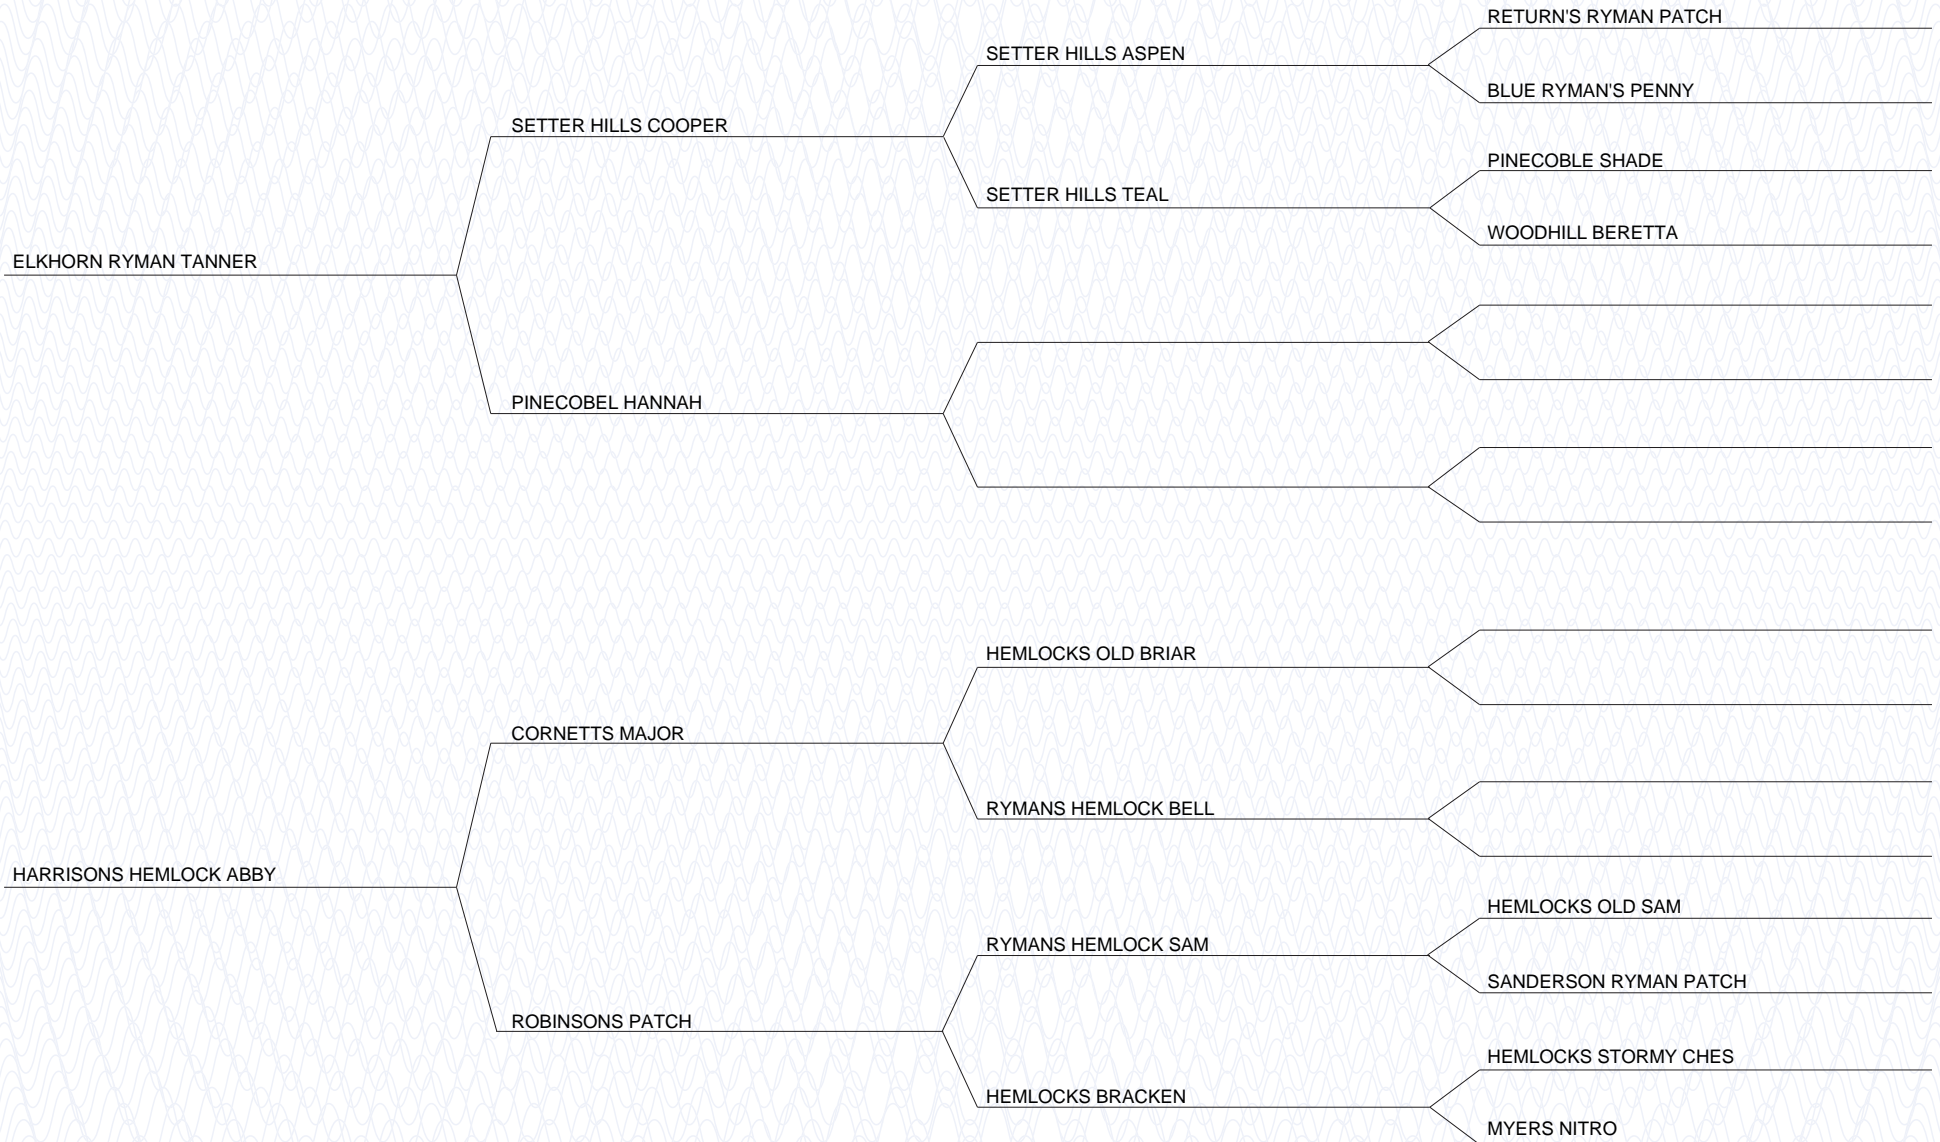 RETURN'S RYMAN PATCH
SETTER HILLS ASPEN
BLUE RYMAN'S PENNY
SETTER HILLS COOPER
PINECOBLE SHADE
SETTER HILLS TEAL
WOODHILL BERETTA
ELKHORN RYMAN TANNER
PINECOBEL HANNAH
HEMLOCKS OLD BRIAR
CORNETTS MAJOR
RYMANS HEMLOCK BELL
HARRISONS HEMLOCK ABBY
HEMLOCKS OLD SAM
RYMANS HEMLOCK SAM
SANDERSON RYMAN PATCH
ROBINSONS PATCH
HEMLOCKS STORMY CHES
HEMLOCKS BRACKEN
MYERS NITRO